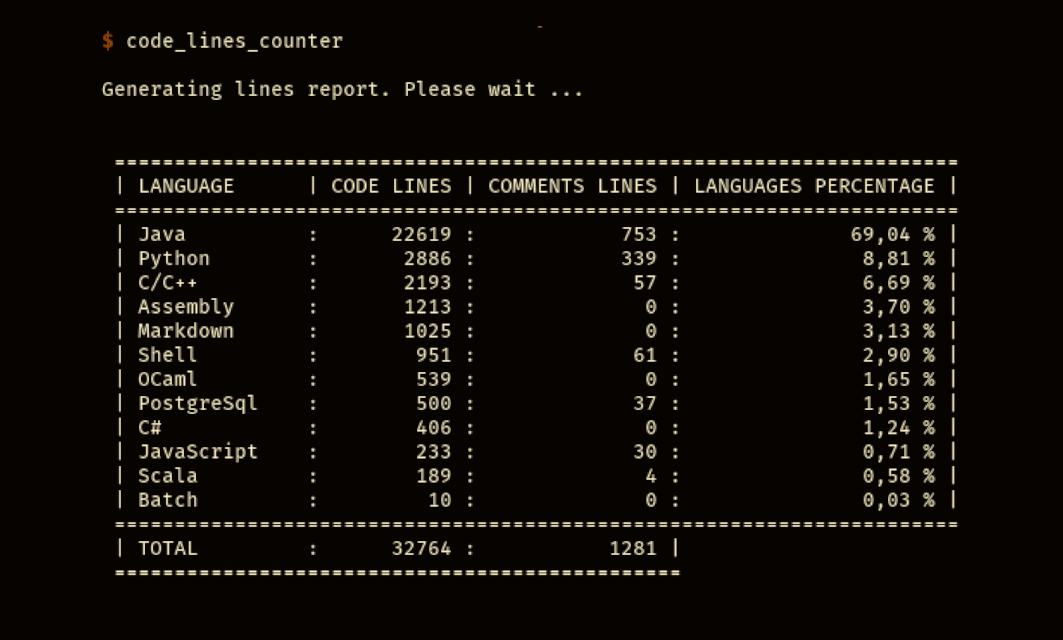 $ code_lines_counter
Generating lines report. Please wait ...
======================================================================
| LANGUAGE      | CODE LINES | COMMENTS LINES | LANGUAGES PERCENTAGE |
======================================================================
| Java          :      22619 :            753 :              69,04 % |
| Python        :       2886 :            339 :               8,81 % |
| C/C++         :       2193 :             57 :               6,69 % |
| Assembly      :       1213 :              0 :               3,70 % |
| Markdown      :       1025 :              0 :               3,13 % |
| Shell         :        951 :             61 :               2,90 % |
| OCaml         :        539 :              0 :               1,65 % |
| PostgreSql    :        500 :             37 :               1,53 % |
| C#            :        406 :              0 :               1,24 % |
| JavaScript    :        233 :             30 :               0,71 % |
| Scala         :        189 :              4 :               0,58 % |
| Batch         :         10 :              0 :               0,03 % |
======================================================================
| TOTAL         :      32764 :           1281 |
===============================================